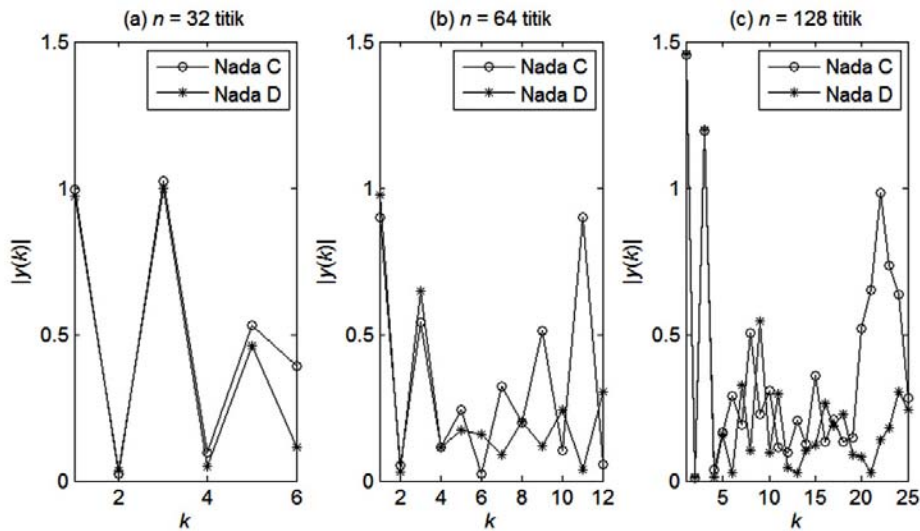 (a) n = 32 titik
1.5
1
0.5
0
|y(k)|
2
4
6
k
Nada C
Nada D
(b) n = 64 titik
1.5
1
0.5
0
|y(k)|
2
4
6
8
10
12
k
Nada C
Nada D
(c) n = 128 titik
1.5
1
0.5
0
|y(k)|
5
10
15
20
25
k
Nada C
Nada D